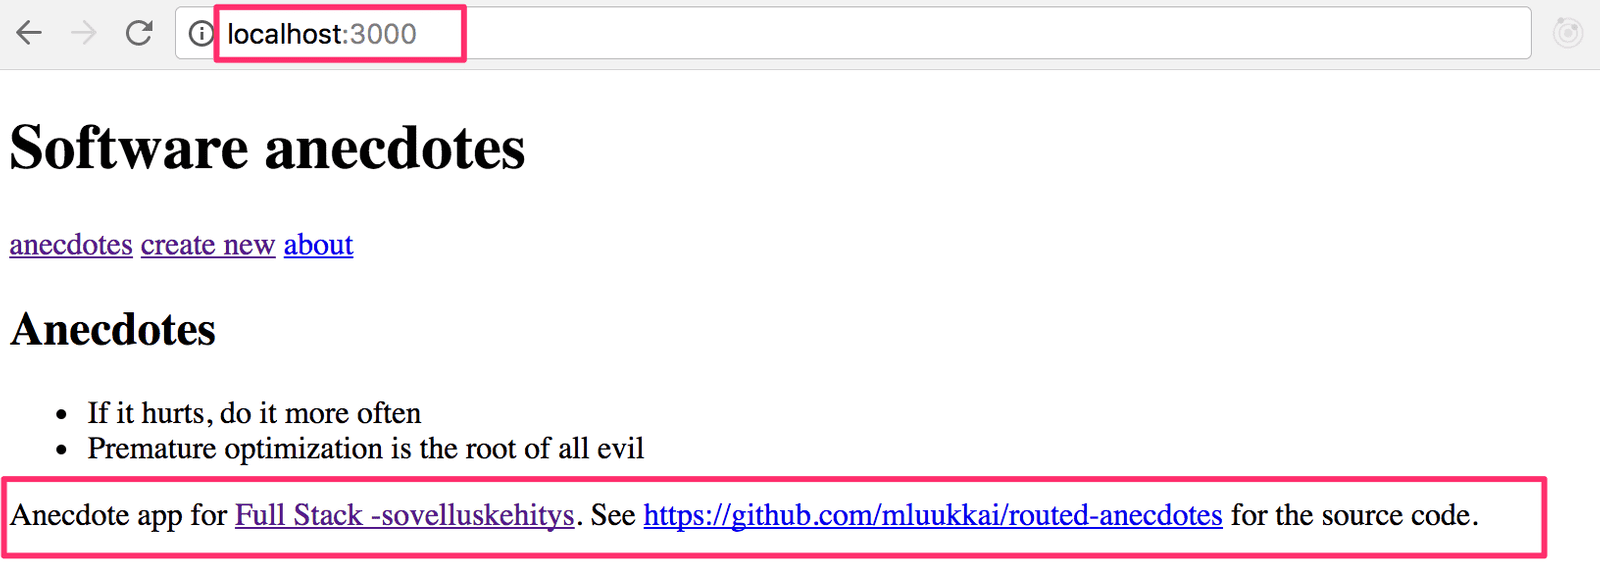 localhost:3000
Software anecdotes
anecdotes create new about
Anecdotes
• If it hurts, do it more often
• Premature optimization is the root of all evil
Anecdote app for Full Stack -sovelluskehitys. See https://github.com/mluukkai/routed-anecdotes for the source code.